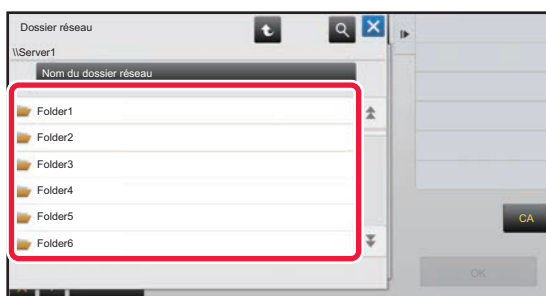 Dossier réseau
\\Server1
Nom du dossier réseau
Folder1
Folder2
Folder3
Folder4
Folder5
Folder6
CA
OK